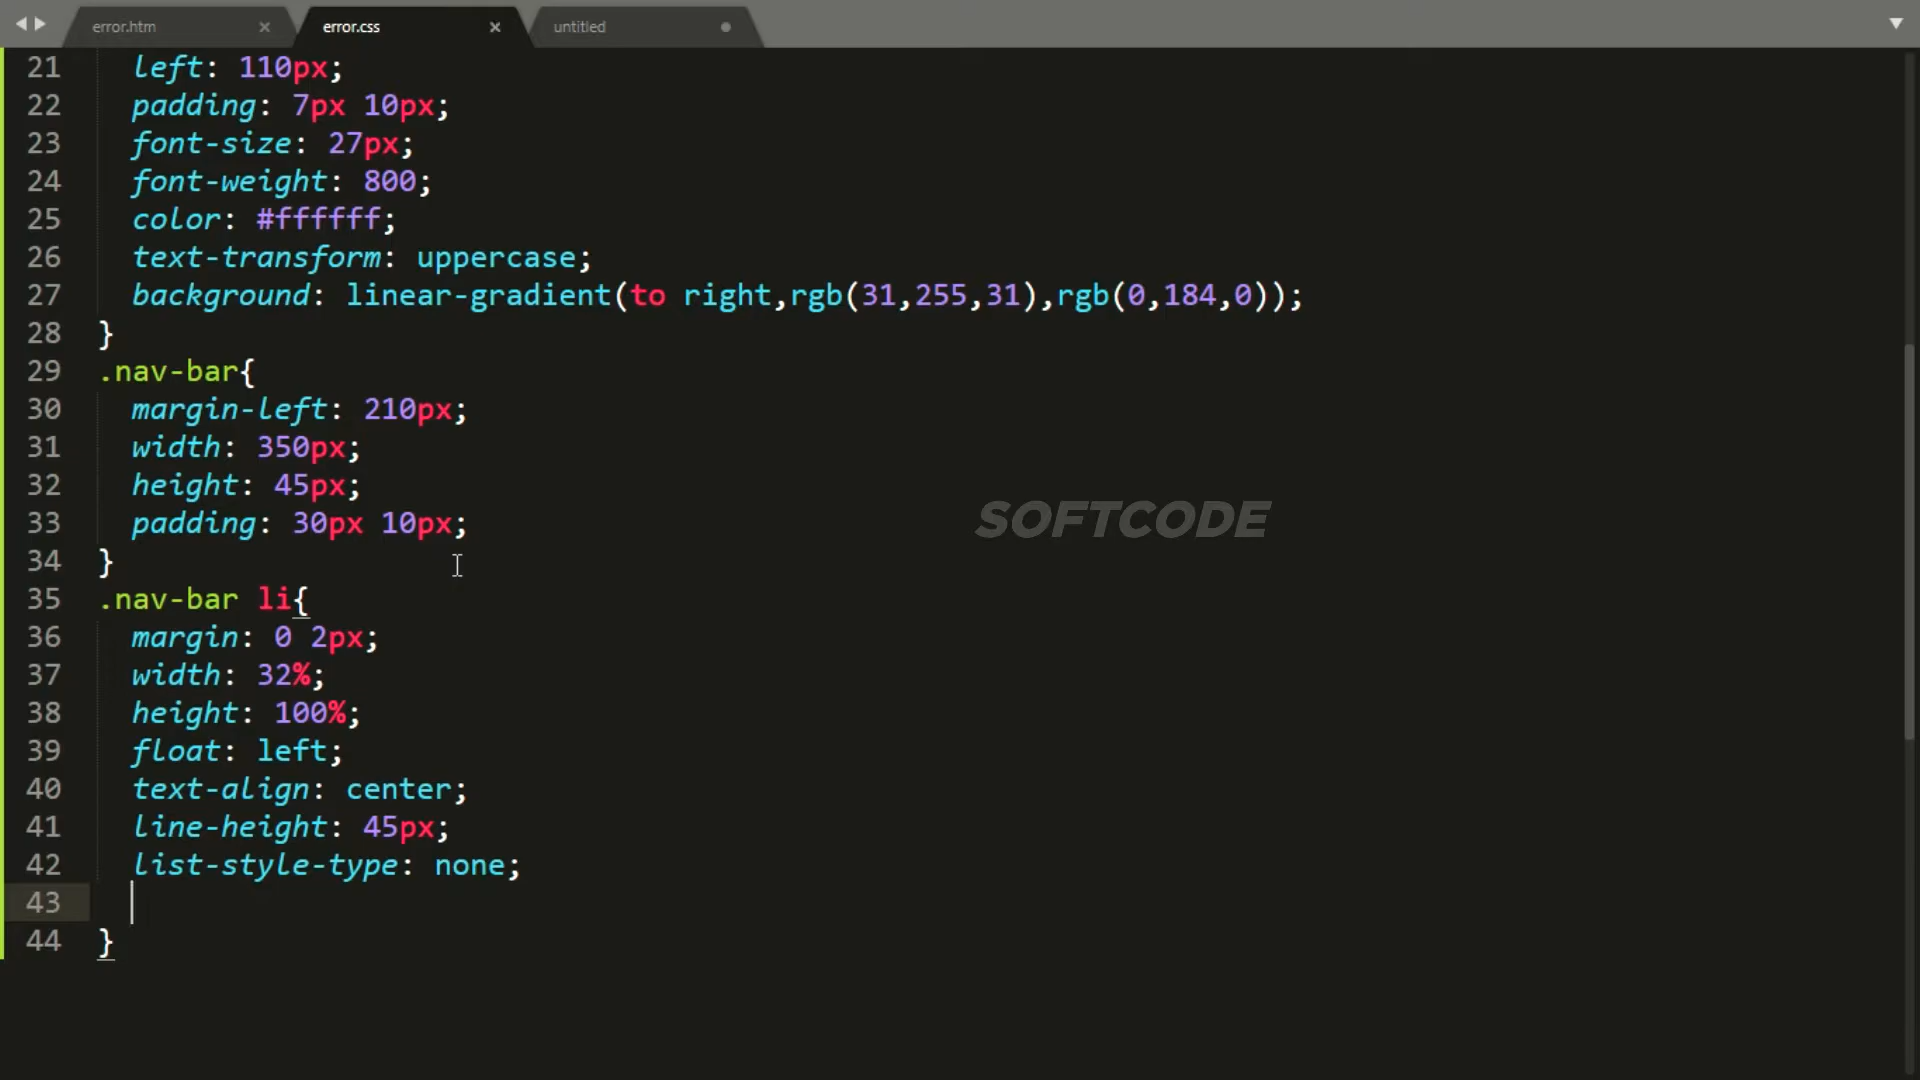 error.htm × error.css × untitled
21 left: 110px;
22 padding: 7px 10px;
23 font-size: 27px;
24 font-weight: 800;
25 color: #ffffff;
26 text-transform: uppercase;
27 background: linear-gradient(to right,rgb(31,255,31),rgb(0,184,0));
28 }
29 .nav-bar{
30 margin-left: 210px;
31 width: 350px;
32 height: 45px;
33 padding: 30px 10px;
SOFTCODE
34 }
35 .nav-bar li{
36 margin: 0 2px;
37 width: 32%;
38 height: 100%;
39 float: left;
40 text-align: center;
41 line-height: 45px;
42 list-style-type: none;
43
44 }